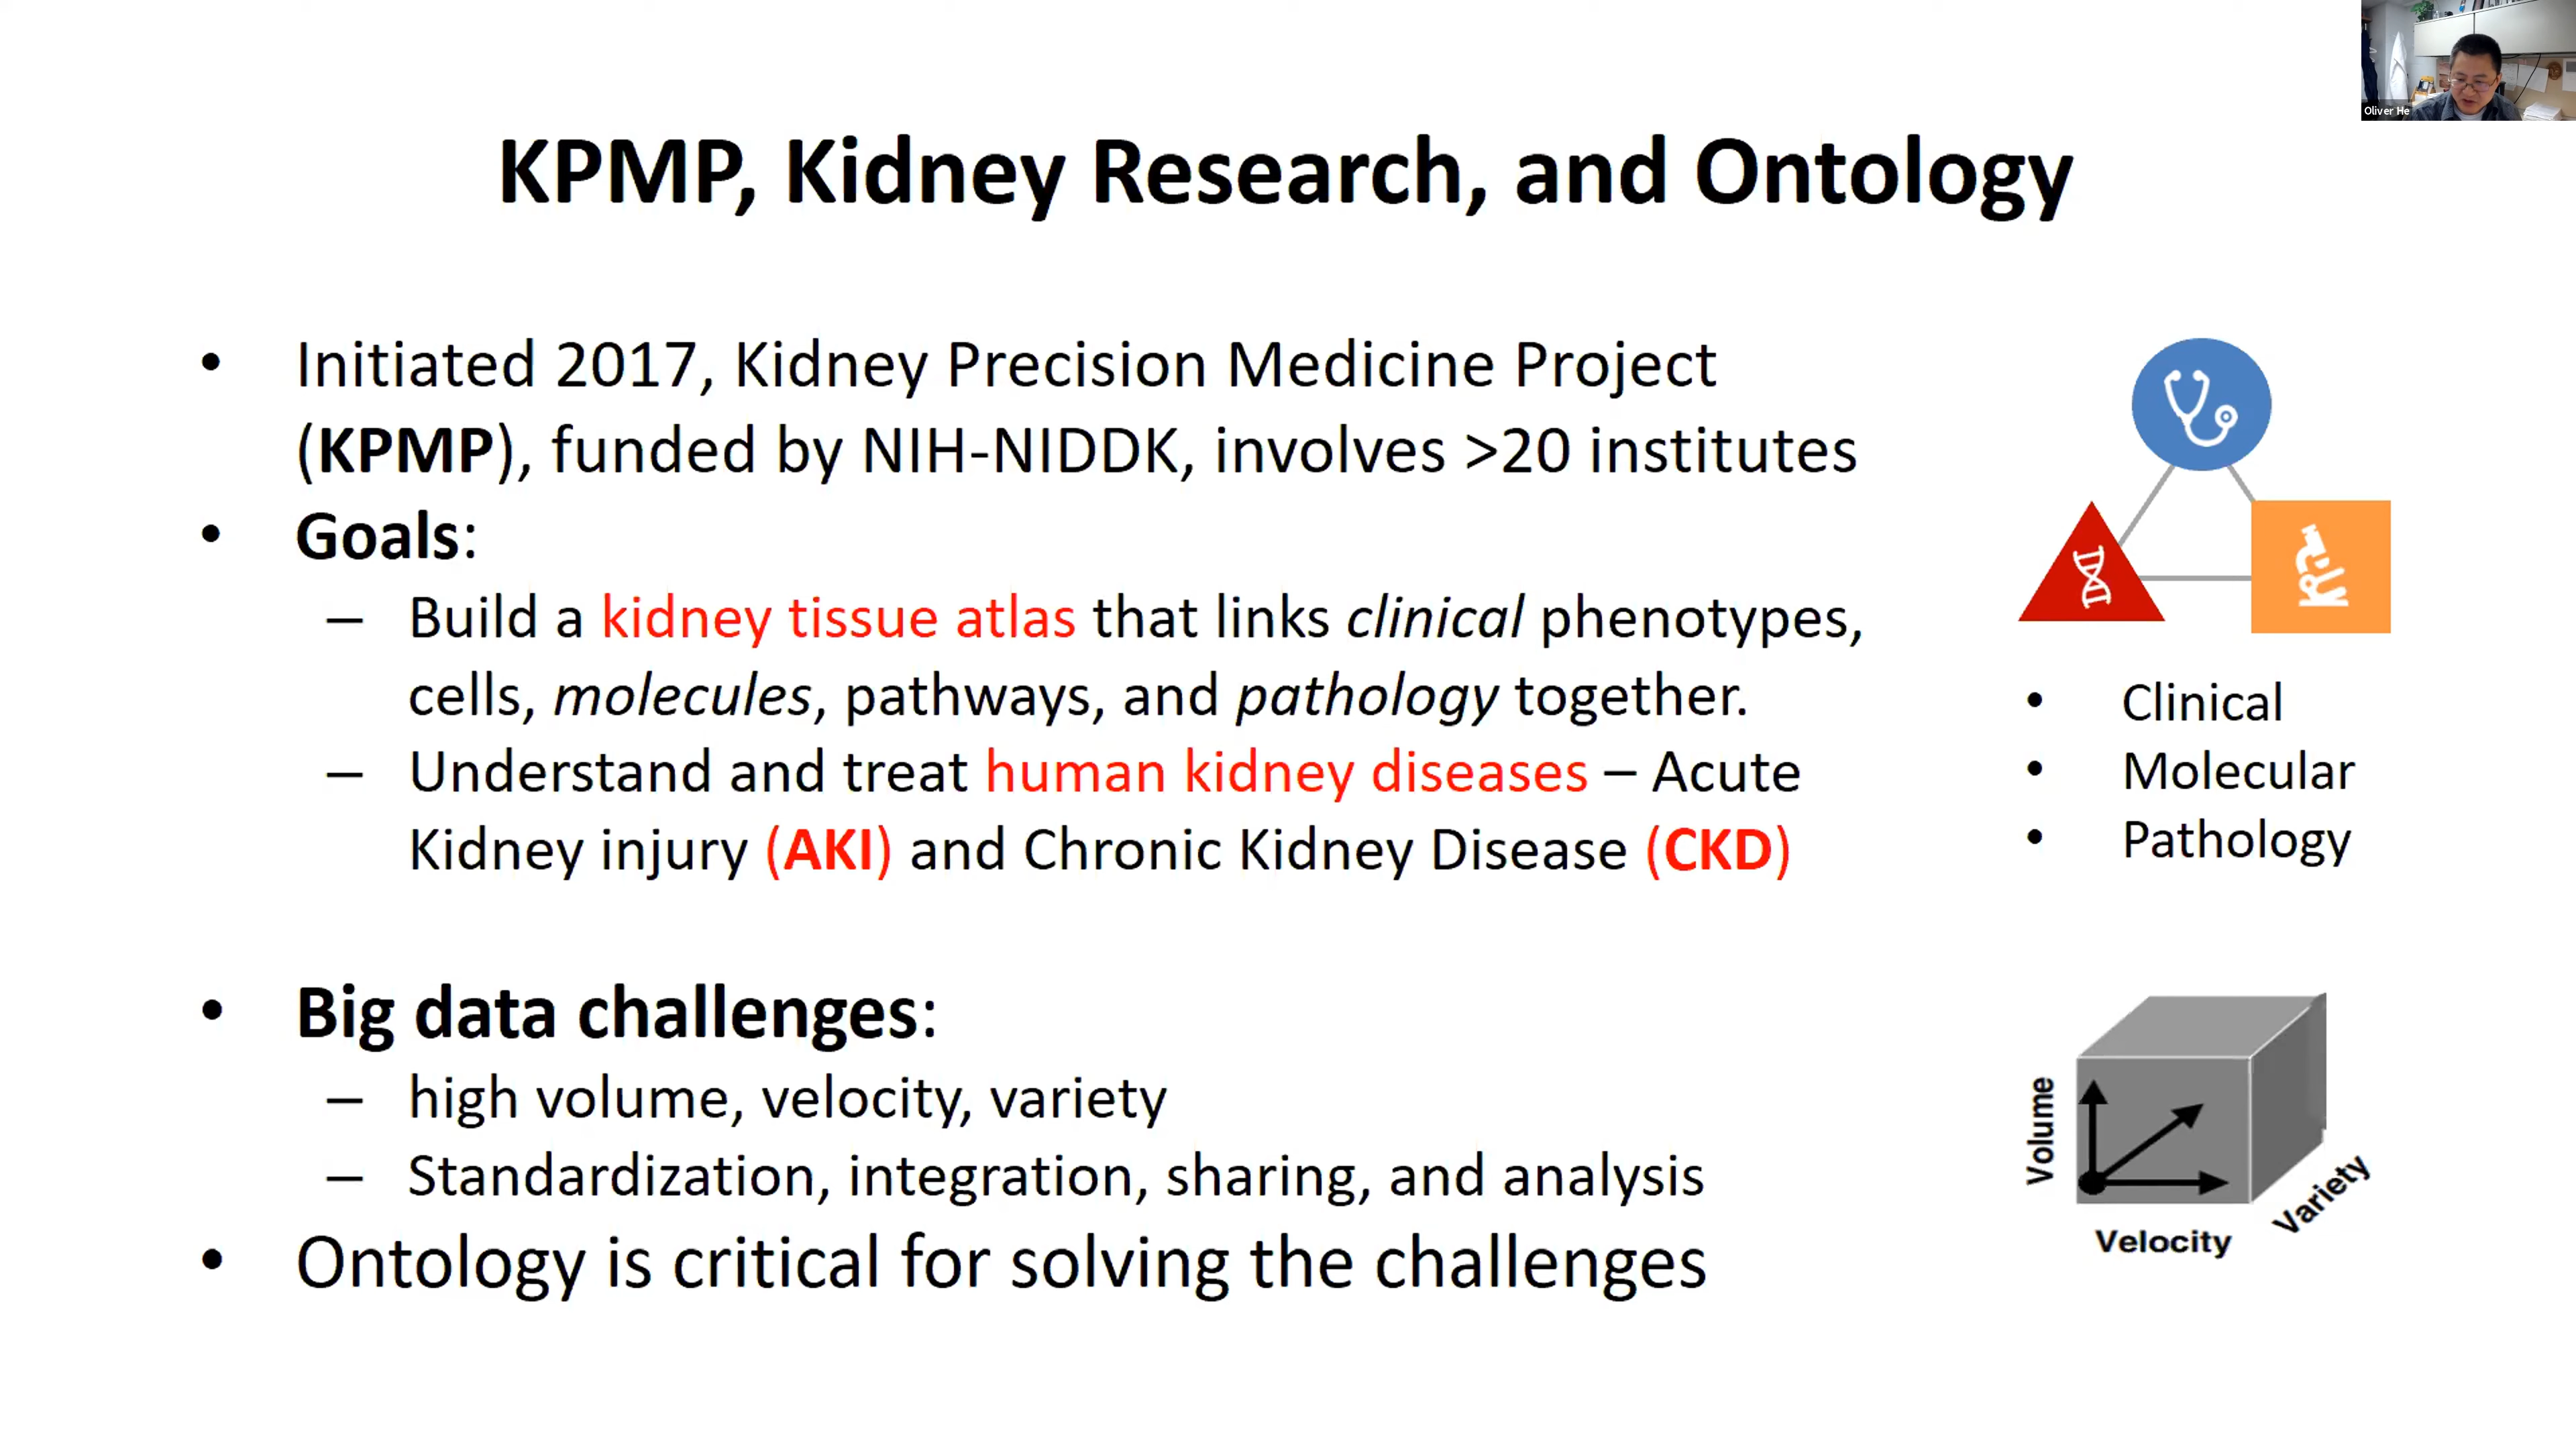 Oliver He
KPMP, Kidney Research, and Ontology
• Initiated 2017, Kidney Precision Medicine Project
(KPMP), funded by NIH-NIDDK, involves >20 institutes
• Goals:
– Build a kidney tissue atlas that links clinical phenotypes,
cells, molecules, pathways, and pathology together.
– Understand and treat human kidney diseases – Acute
Kidney injury (AKI) and Chronic Kidney Disease (CKD)
• Big data challenges:
– high volume, velocity, variety
– Standardization, integration, sharing, and analysis
• Ontology is critical for solving the challenges
• Clinical
• Molecular
• Pathology
Volume
Velocity
Variety